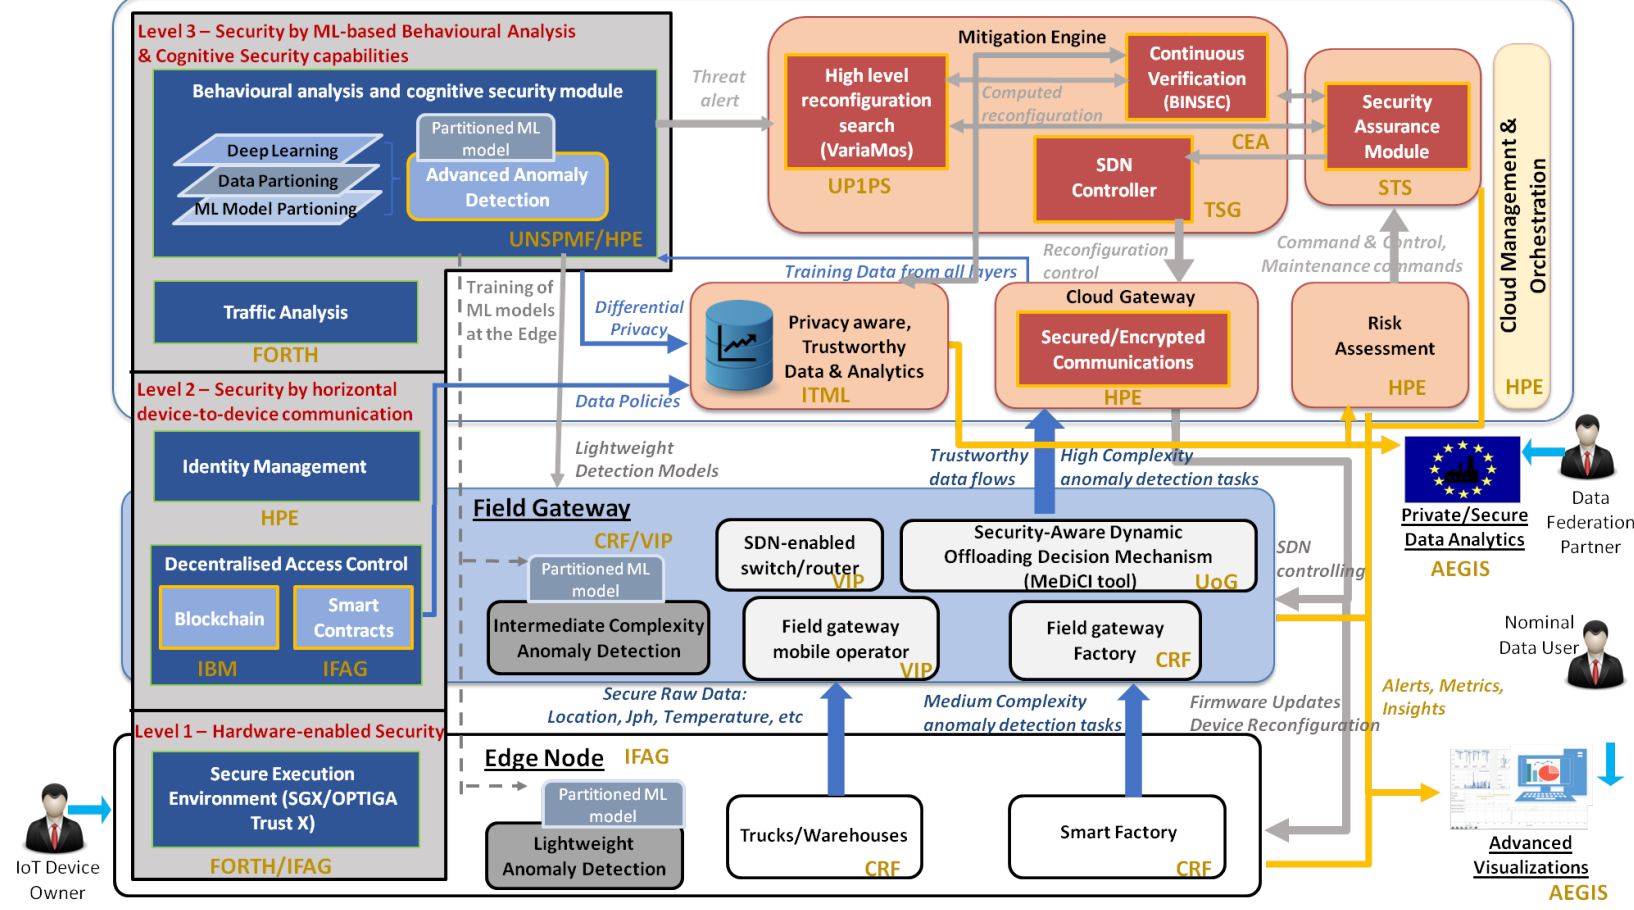 Level 3 – Security by ML-based Behavioural Analysis
& Cognitive Security capabilities
Behavioural analysis and cognitive security module
Partitioned ML
model
Deep Learning
Data Partioning
ML Model Partioning
Advanced Anomaly
Detection
UNSPMF/HPE
Traffic Analysis
FORTH
Level 2 – Security by horizontal
device-to-device communication
Identity Management
HPE
Decentralised Access Control
Blockchain
Smart
Contracts
IBM
IFAG
Level 1 – Hardware-enabled Security
Secure Execution
Environment (SGX/OPTIGA
Trust X)
FORTH/IFAG
IoT Device
Owner
Threat
alert
Mitigation Engine
High level
reconfiguration
search
(VariaMos)
UP1PS
Computed
reconfiguration
Continuous
Verification
(BINSEC)
CEA
SDN
Controller
TSG
Security
Assurance
Module
STS
Cloud Management &
Orchestration
HPE
Reconfiguration
control
Command & Control,
Maintenance commands
Training Data from all layers
Training of
ML models
at the Edge
Differential
Privacy
Data Policies
Privacy aware,
Trustworthy
Data & Analytics
ITML
Cloud Gateway
Secured/Encrypted
Communications
HPE
Risk
Assessment
HPE
Lightweight
Detection Models
Trustworthy
data flows
High Complexity
anomaly detection tasks
Private/Secure
Data Analytics
AEGIS
Data
Federation
Partner
Field Gateway
CRF/VIP
Partitioned ML
model
Intermediate Complexity
Anomaly Detection
SDN-enabled
switch/router
VIP
Security-Aware Dynamic
Offloading Decision Mechanism
(MeDiCI tool)
UoG
Field gateway
mobile operator
VIP
Field gateway
Factory
CRF
SDN
controlling
Nominal
Data User
Secure Raw Data:
Location, Jph, Temperature, etc
Medium Complexity
anomaly detection tasks
Firmware Updates
Device Reconfiguration
Alerts, Metrics,
Insights
Edge Node
IFAG
Partitioned ML
model
Lightweight
Anomaly Detection
Trucks/Warehouses
CRF
Smart Factory
CRF
Advanced
Visualizations
AEGIS